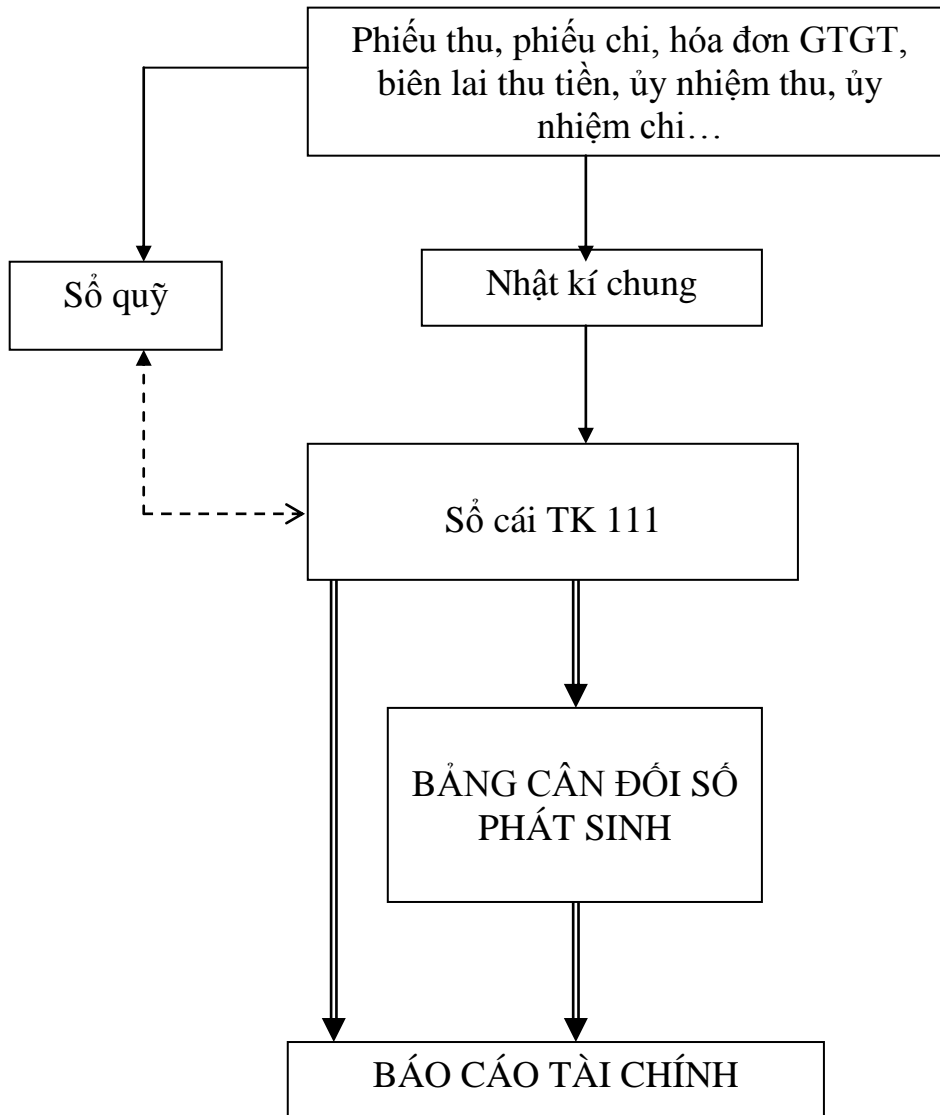 Phiếu thu, phiếu chi, hóa đơn GTGT,
biên lai thu tiền, ủy nhiệm thu, ủy
nhiệm chi…
Sổ quỹ
Nhật kí chung
Sổ cái TK 111
BẢNG CÂN ĐỐI SỐ
PHÁT SINH
BÁO CÁO TÀI CHÍNH